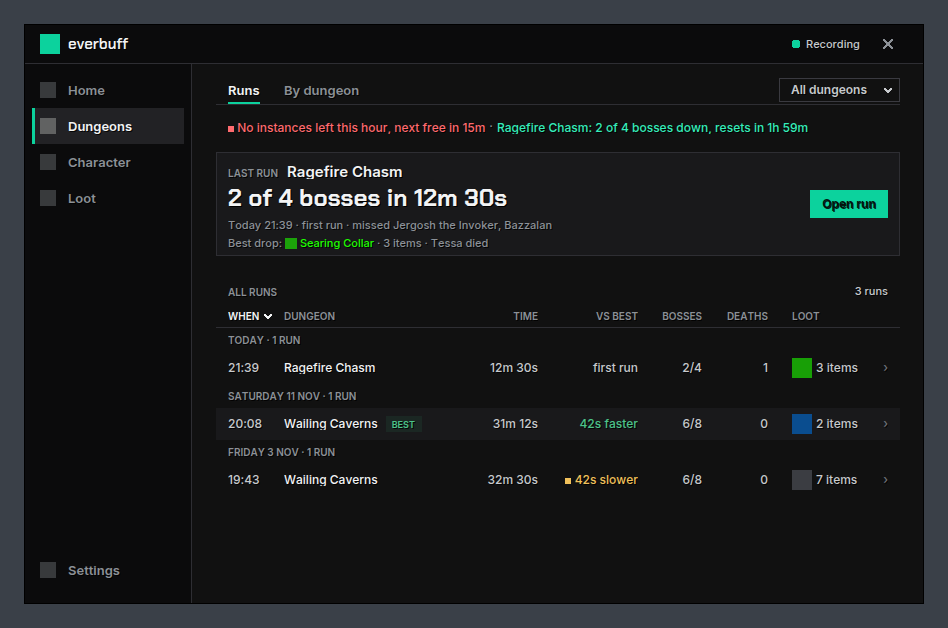 everbuff
Recording
Home
Dungeons
Character
Loot
Settings
Runs
By dungeon
All dungeons
No instances left this hour, next free in 15m · Ragefire Chasm: 2 of 4 bosses down, resets in 1h 59m
LAST RUN Ragefire Chasm
2 of 4 bosses in 12m 30s
Today 21:39 · first run · missed Jergosh the Invoker, Bazzalan
Best drop: Searing Collar · 3 items · Tessa died
Open run
ALL RUNS 3 runs
WHEN DUNGEON TIME VS BEST BOSSES DEATHS LOOT
TODAY · 1 RUN
21:39 Ragefire Chasm 12m 30s first run 2/4 1 3 items ›
SATURDAY 11 NOV · 1 RUN
20:08 Wailing Caverns BEST 31m 12s 42s faster 6/8 0 2 items ›
FRIDAY 3 NOV · 1 RUN
19:43 Wailing Caverns 32m 30s 42s slower 6/8 0 7 items ›